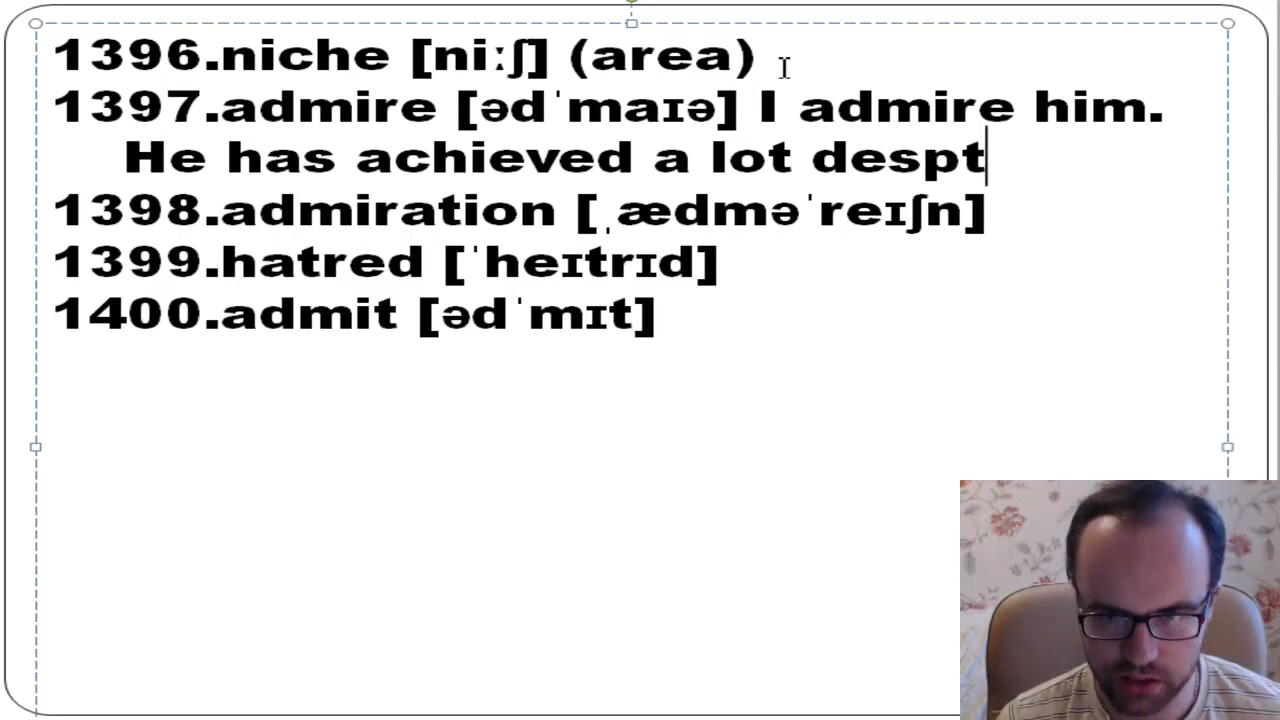 1396.niche [niːʃ] (area)
1397.admire [ədˈmaɪə] I admire him.
He has achieved a lot despt
1398.admiration [ˌædməˈreɪʃn]
1399.hatred [ˈheɪtrɪd]
1400.admit [ədˈmɪt]